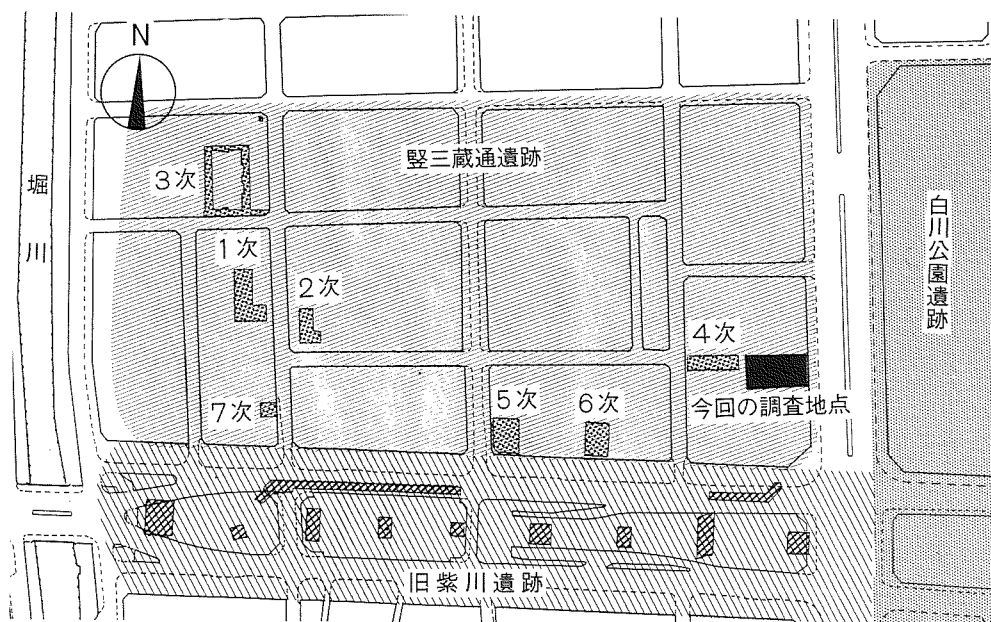 N
竪三蔵通遺跡
3次
堀川
白川公園遺跡
1次
2次
4次
今回の調査地点
5次
6次
7次
旧紫川遺跡